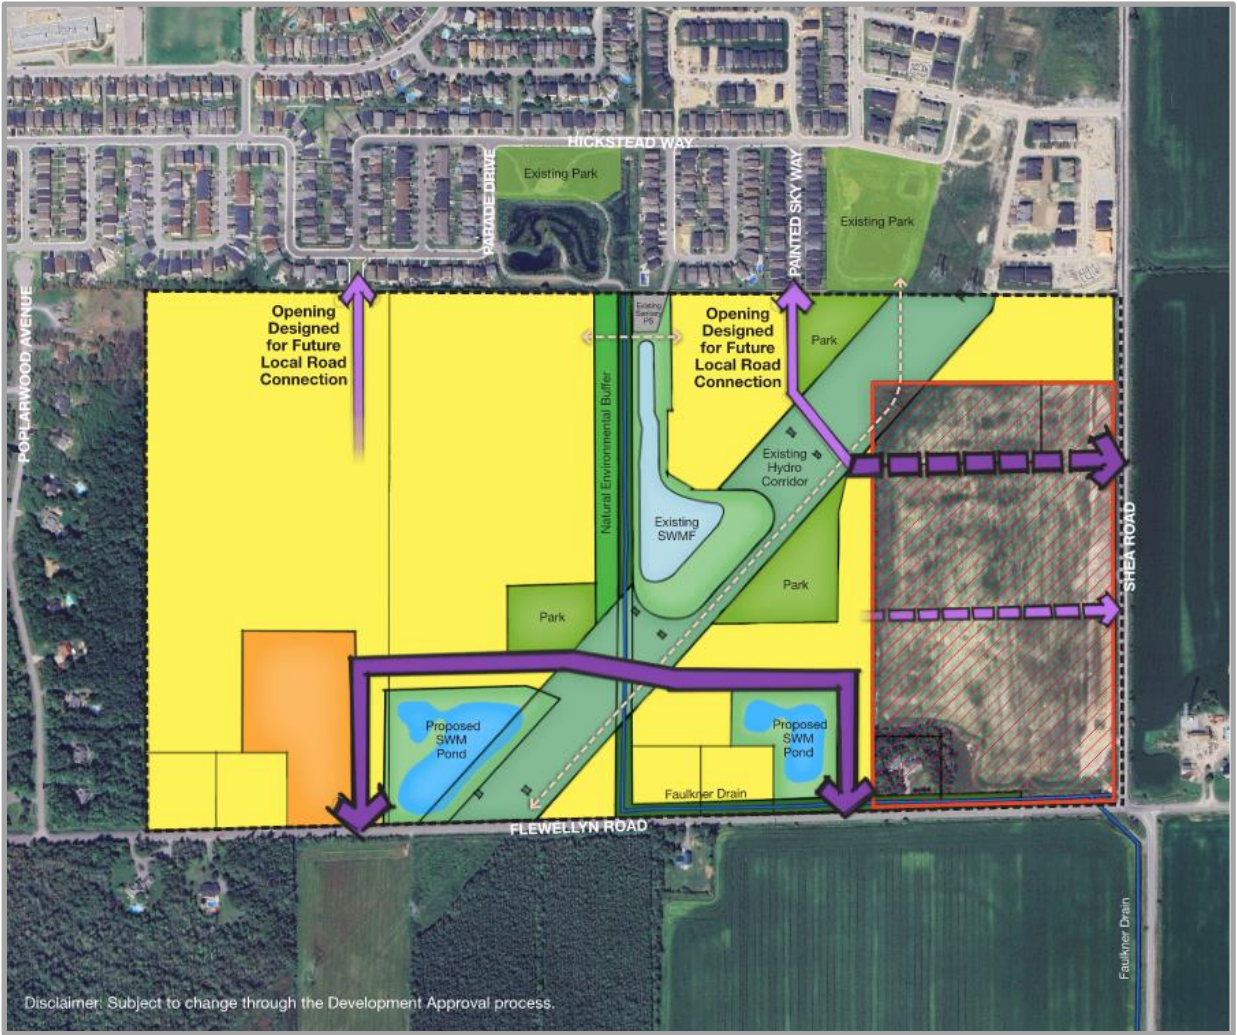 HICKSTEAD WAY
PARADE DRIVE
Existing Park
PAINTED SKY WAY
Existing Park
POPLARWOOD AVENUE
Opening
Designed
for Future
Local Road
Connection
Existing
Sanitary
PS
Opening
Designed
for Future
Local Road
Connection
Park
Natural Environmental Buffer
Existing
Hydro
Corridor
Existing
SWMF
SHEA ROAD
Park
Park
Proposed
SWM
Pond
Proposed
SWM
Pond
Faulkner Drain
FLEWELLYN ROAD
Faulkner Drain
Disclaimer: Subject to change through the Development Approval process.